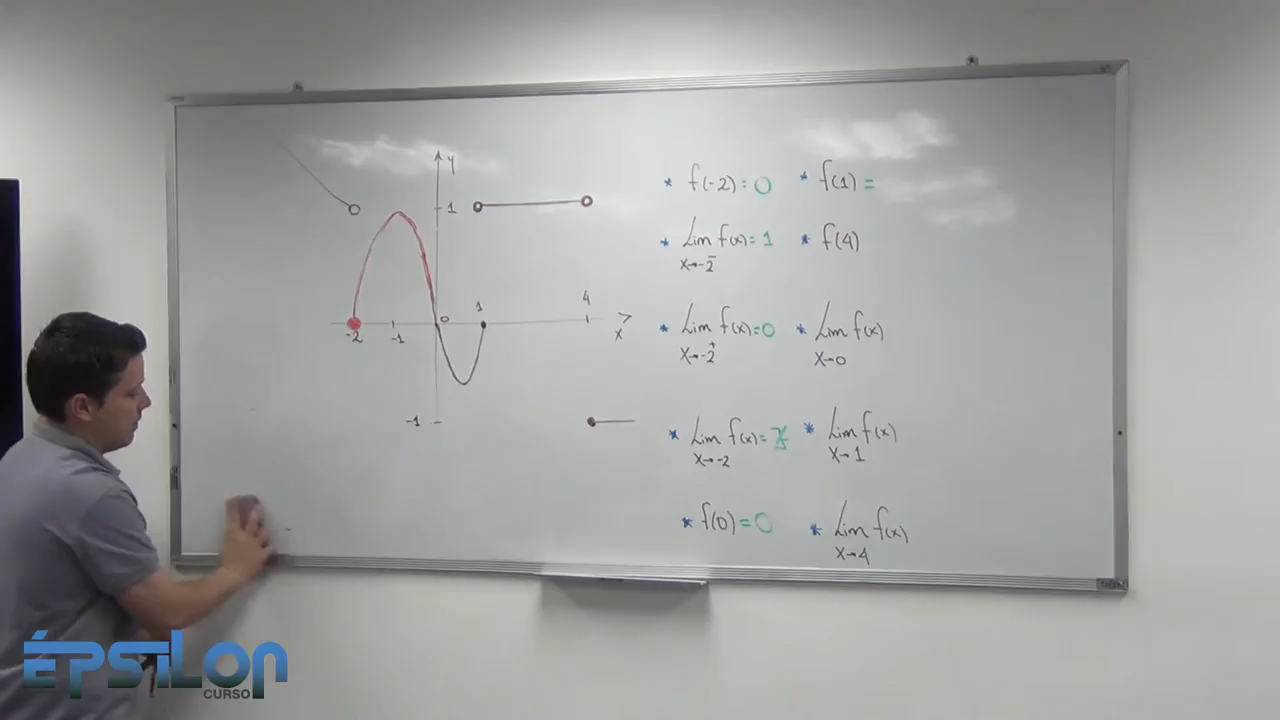 y
1
4
1
0
-2
-1
x
-1
* f(-2) = 0
* f(1) =
* Lim f(x) = 1
x→-2⁻
* f(4)
* Lim f(x) = 0
x→-2⁺
* Lim f(x)
x→0
* Lim f(x) = ∄
x→-2
* Lim f(x)
x→1
* f(0) = 0
* Lim f(x)
x→4
ÉPSILON
CURSO